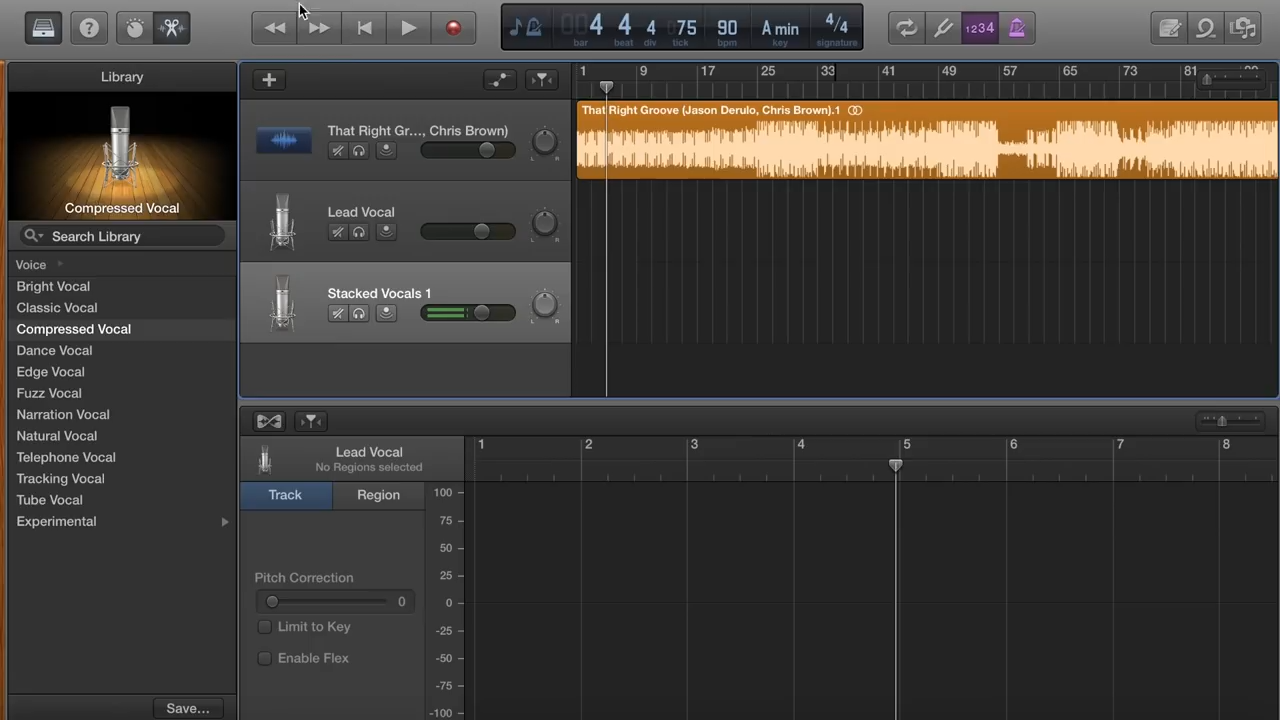 00 4 4 4 75 90 A min 4/4
bar beat div tick bpm key signature
1234
Library
Compressed Vocal
Search Library
Voice
Bright Vocal
Classic Vocal
Compressed Vocal
Dance Vocal
Edge Vocal
Fuzz Vocal
Narration Vocal
Natural Vocal
Telephone Vocal
Tracking Vocal
Tube Vocal
Experimental
Save...
1 9 17 25 33 41 49 57 65 73 81
That Right Gr..., Chris Brown)
That Right Groove (Jason Derulo, Chris Brown).1
L R
Lead Vocal
L R
Stacked Vocals 1
L R
Lead Vocal
No Regions selected
1 2 3 4 5 6 7 8
Track Region
Pitch Correction
0
Limit to Key
Enable Flex
100
75
50
25
0
-25
-50
-75
-100